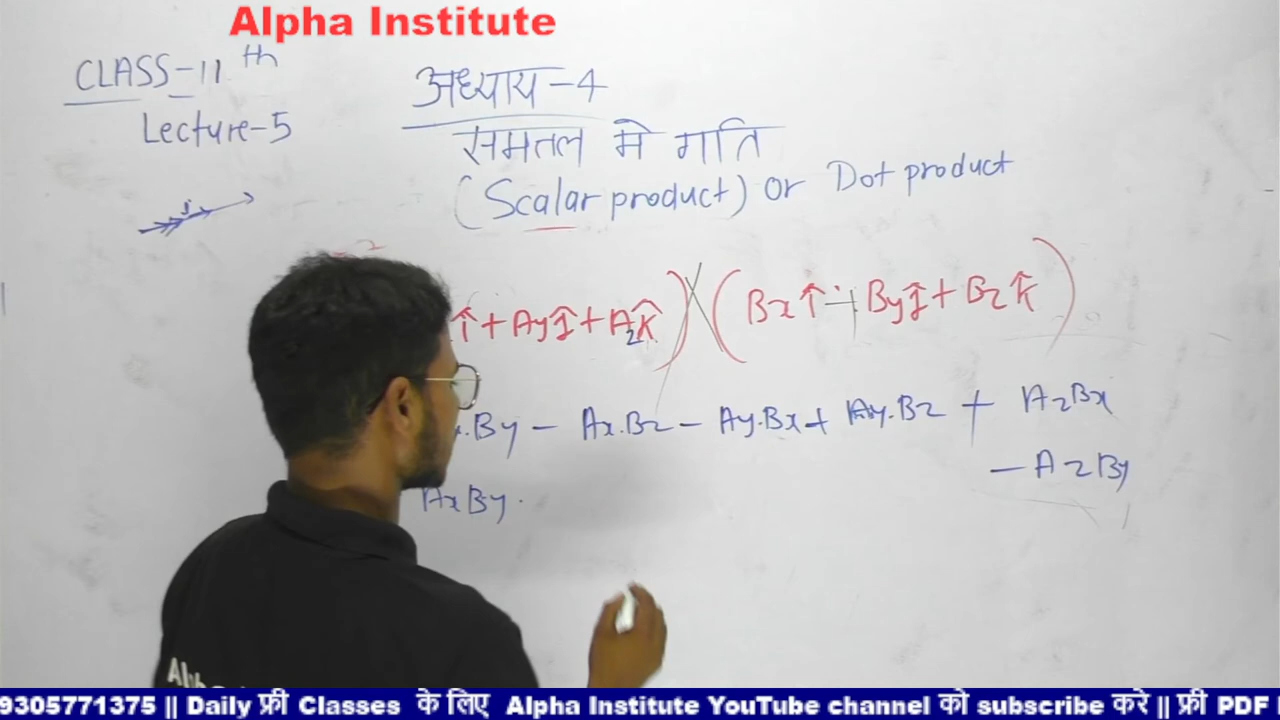 Alpha Institute
CLASS-11th
Lecture-5
अध्याय-4
समतल मे गति
(Scalar product) or Dot product
î + Ayĵ + Azk̂) X (Bxî + Byĵ + Bzk̂)
.By - Ax.Bz - Ay.Bx + Ay.Bz + AzBx
- AzBy
AxBy.
9305771375 || Daily फ्री Classes के लिए Alpha Institute YouTube channel को subscribe करे || फ्री PDF